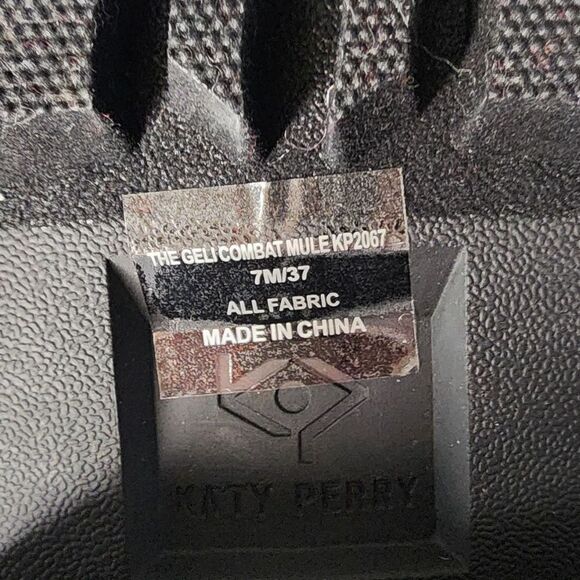 THE GELI COMBAT MULE KP2067
7M/37
ALL FABRIC
MADE IN CHINA
KATY PERRY